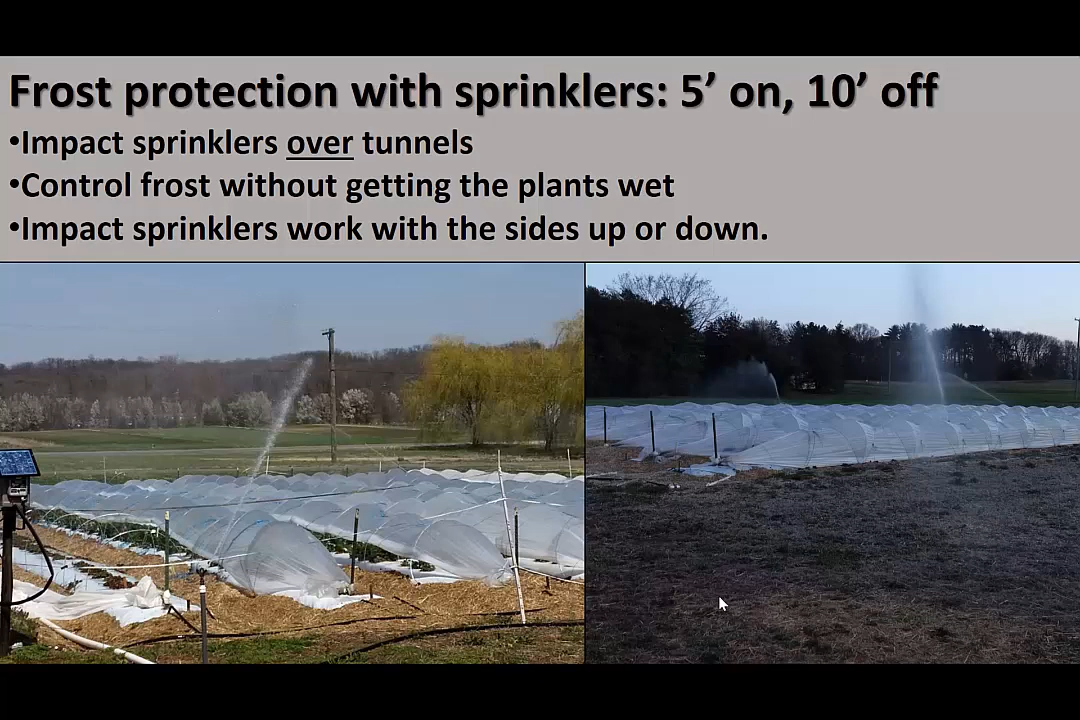 Frost protection with sprinklers: 5’ on, 10’ off
•Impact sprinklers over tunnels
•Control frost without getting the plants wet
•Impact sprinklers work with the sides up or down.